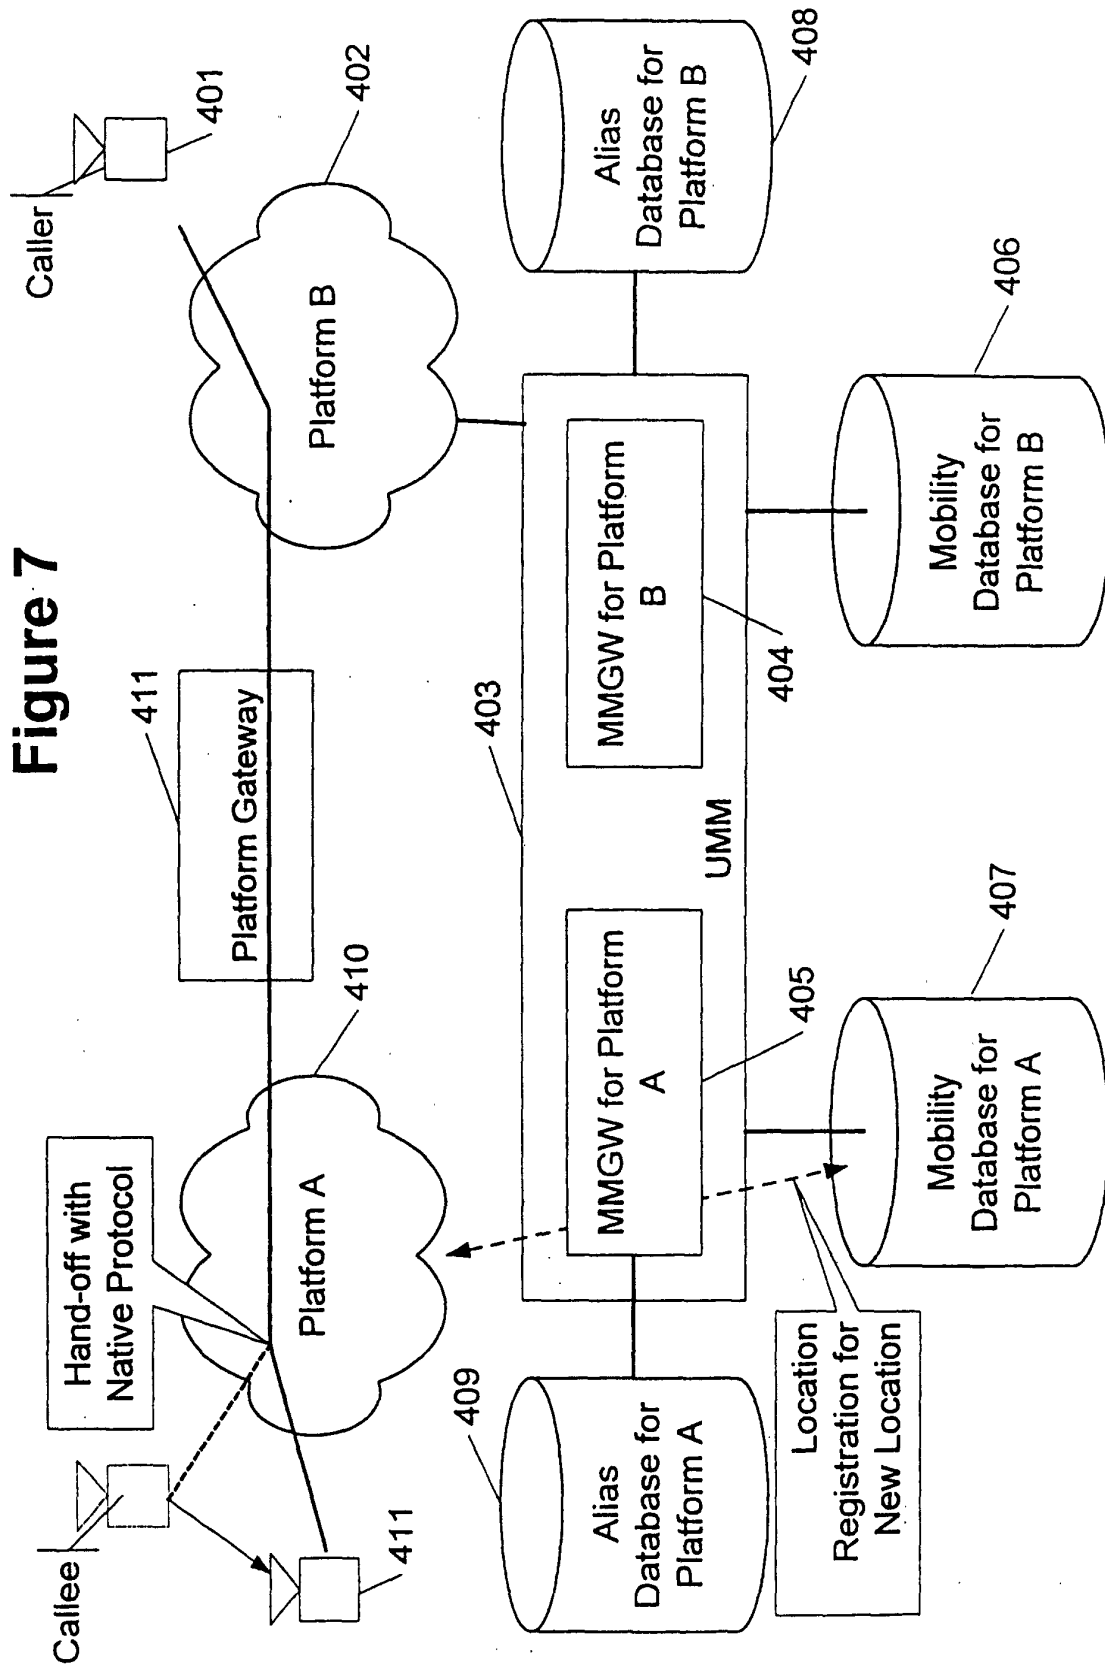 Figure 7
Caller
401
402
Platform B
411
Platform Gateway
Hand-off with
Native Protocol
Callee
411
Platform A
410
403
MMGW for Platform
A
405
MMGW for Platform
B
404
UMM
Alias
Database for
Platform A
409
Alias
Database for
Platform B
408
Location
Registration for
New Location
Mobility
Database for
Platform A
407
Mobility
Database for
Platform B
406